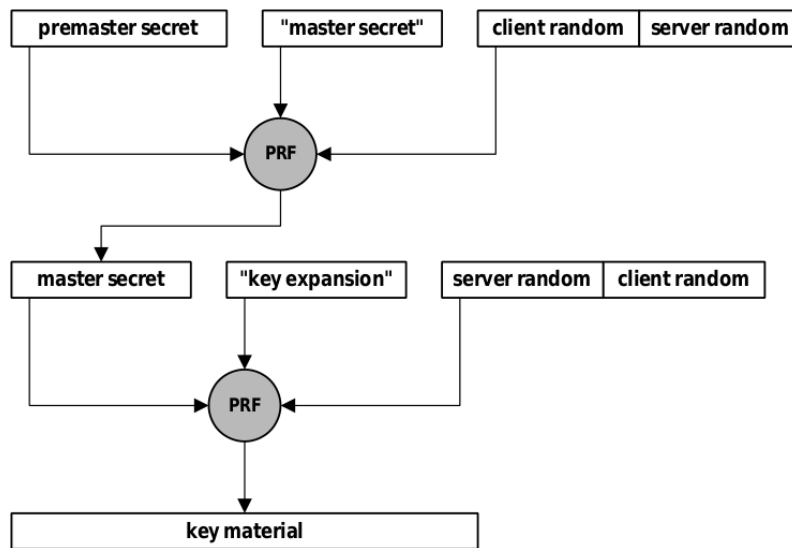 premaster secret "master secret" client random server random
PRF
master secret "key expansion" server random client random
PRF
key material